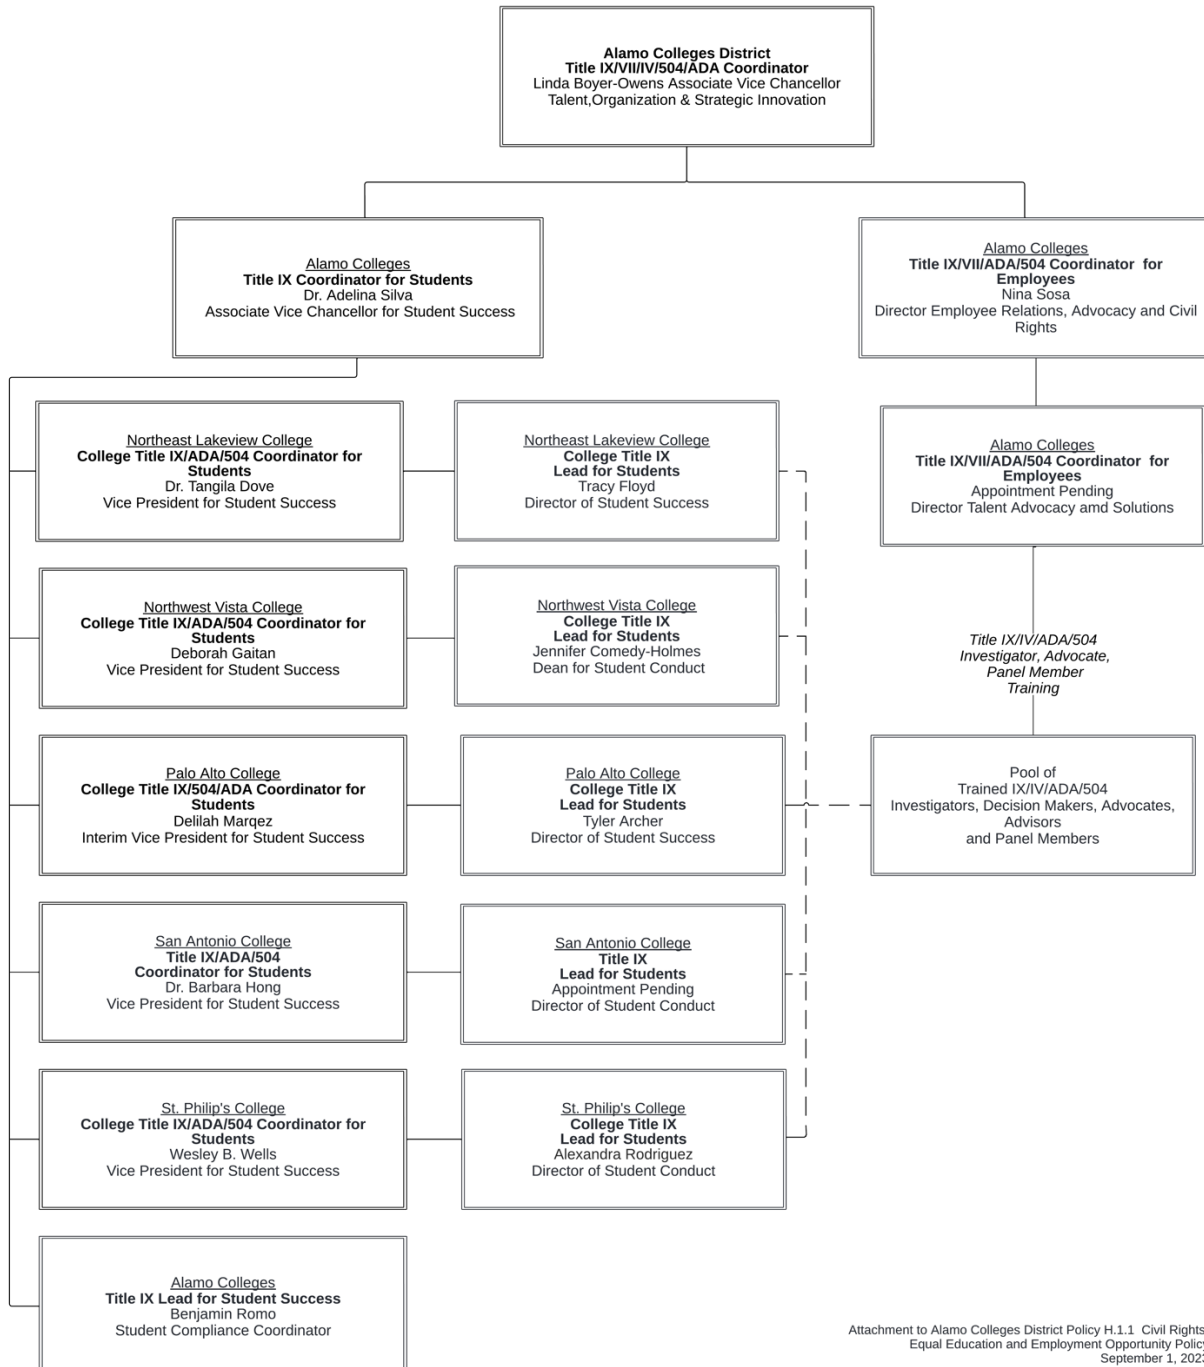 Alamo Colleges District
Title IX/VII/IV/504/ADA Coordinator
Linda Boyer-Owens Associate Vice Chancellor
Talent,Organization & Strategic Innovation
Alamo Colleges
Title IX Coordinator for Students
Dr. Adelina Silva
Associate Vice Chancellor for Student Success
Alamo Colleges
Title IX/VII/ADA/504 Coordinator for
Employees
Nina Sosa
Director Employee Relations, Advocacy and Civil
Rights
Northeast Lakeview College
College Title IX/ADA/504 Coordinator for
Students
Dr. Tangila Dove
Vice President for Student Success
Northeast Lakeview College
College Title IX
Lead for Students
Tracy Floyd
Director of Student Success
Alamo Colleges
Title IX/VII/ADA/504 Coordinator for
Employees
Appointment Pending
Director Talent Advocacy amd Solutions
Northwest Vista College
College Title IX/ADA/504 Coordinator for
Students
Deborah Gaitan
Vice President for Student Success
Northwest Vista College
College Title IX
Lead for Students
Jennifer Comedy-Holmes
Dean for Student Conduct
Title IX/IV/ADA/504
Investigator, Advocate,
Panel Member
Training
Palo Alto College
College Title IX/504/ADA Coordinator for
Students
Delilah Marqez
Interim Vice President for Student Success
Palo Alto College
College Title IX
Lead for Students
Tyler Archer
Director of Student Success
Pool of
Trained IX/IV/ADA/504
Investigators, Decision Makers, Advocates,
Advisors
and Panel Members
San Antonio College
Title IX/ADA/504
Coordinator for Students
Dr. Barbara Hong
Vice President for Student Success
San Antonio College
Title IX
Lead for Students
Appointment Pending
Director of Student Conduct
St. Philip's College
College Title IX/ADA/504 Coordinator for
Students
Wesley B. Wells
Vice President for Student Success
St. Philip's College
College Title IX
Lead for Students
Alexandra Rodriguez
Director of Student Conduct
Alamo Colleges
Title IX Lead for Student Success
Benjamin Romo
Student Compliance Coordinator
Attachment to Alamo Colleges District Policy H.1.1 Civil Rights
Equal Education and Employment Opportunity Policy
September 1,